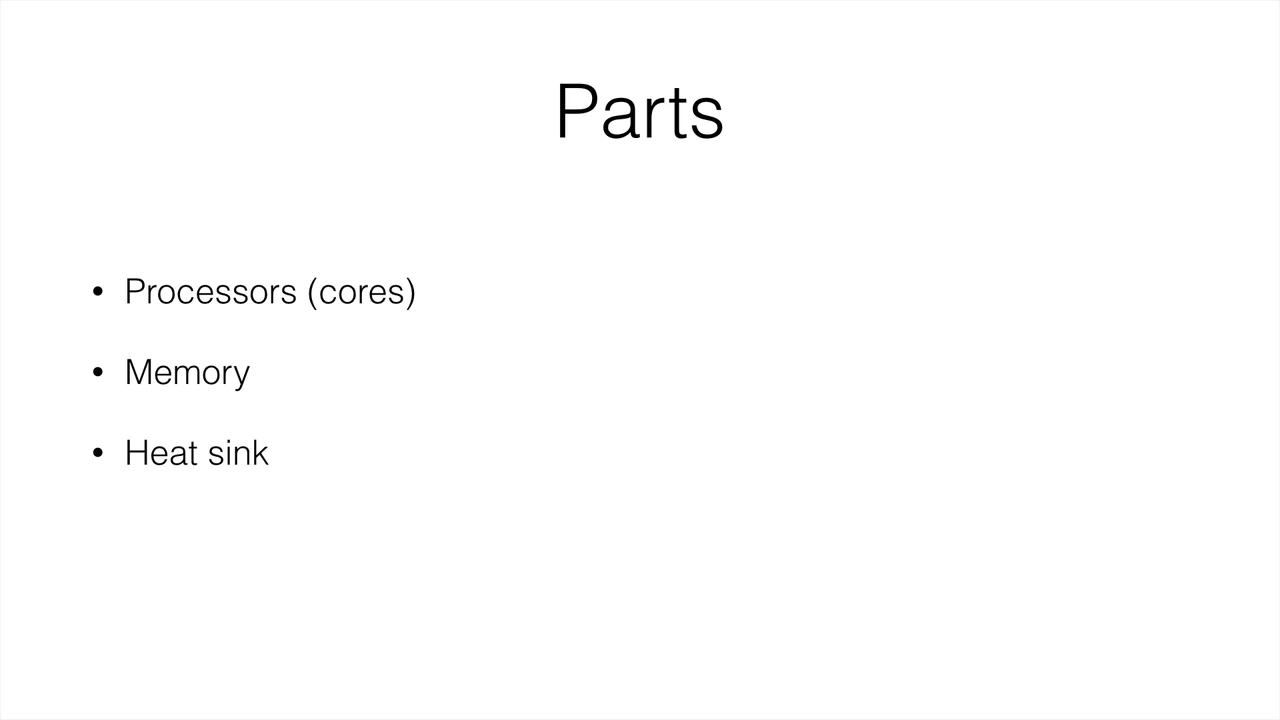 Parts
• Processors (cores)
• Memory
• Heat sink